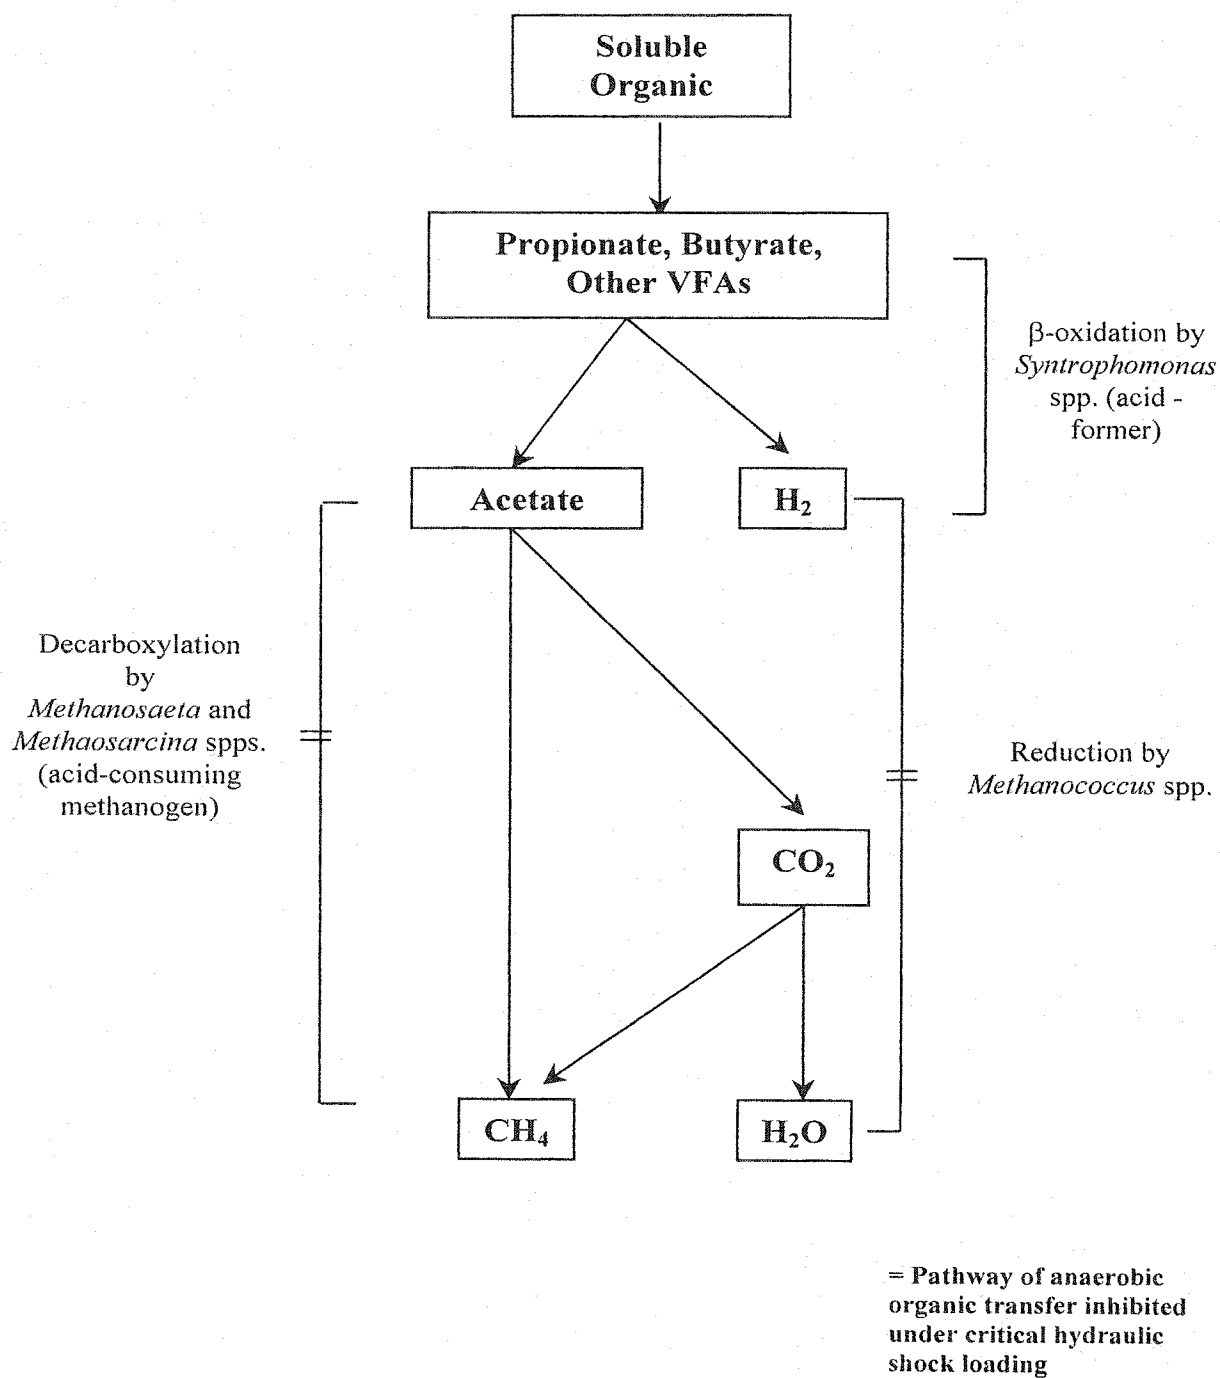 Soluble
Organic
Propionate, Butyrate,
Other VFAs
β-oxidation by
Syntrophomonas
spp. (acid -
former)
Acetate
H₂
Decarboxylation
by
Methanosaeta and
Methaosarcina spps.
(acid-consuming
methanogen)
Reduction by
Methanococcus spp.
CO₂
CH₄
H₂O
= Pathway of anaerobic
organic transfer inhibited
under critical hydraulic
shock loading